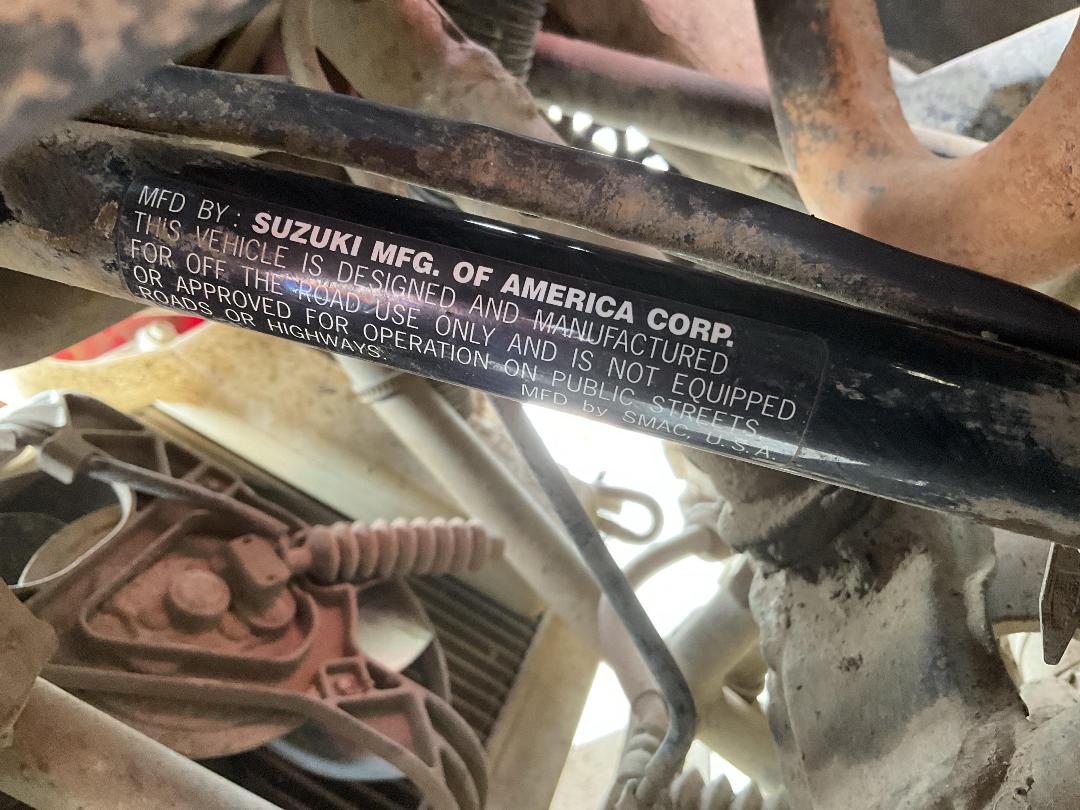 MFD BY: SUZUKI MFG. OF AMERICA CORP.
THIS VEHICLE IS DESIGNED AND MANUFACTURED
FOR OFF THE ROAD USE ONLY AND IS NOT EQUIPPED
OR APPROVED FOR OPERATION ON PUBLIC STREETS,
ROADS OR HIGHWAYS.
MFD by SMAC, U.S.A.